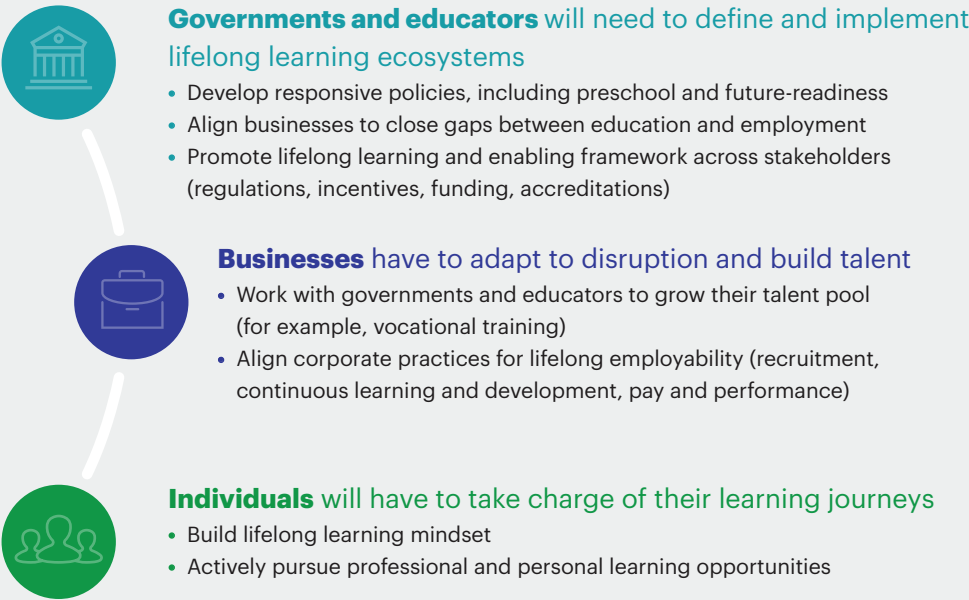 Governments and educators will need to define and implement
lifelong learning ecosystems
• Develop responsive policies, including preschool and future-readiness
• Align businesses to close gaps between education and employment
• Promote lifelong learning and enabling framework across stakeholders
(regulations, incentives, funding, accreditations)
Businesses have to adapt to disruption and build talent
• Work with governments and educators to grow their talent pool
(for example, vocational training)
• Align corporate practices for lifelong employability (recruitment,
continuous learning and development, pay and performance)
Individuals will have to take charge of their learning journeys
• Build lifelong learning mindset
• Actively pursue professional and personal learning opportunities